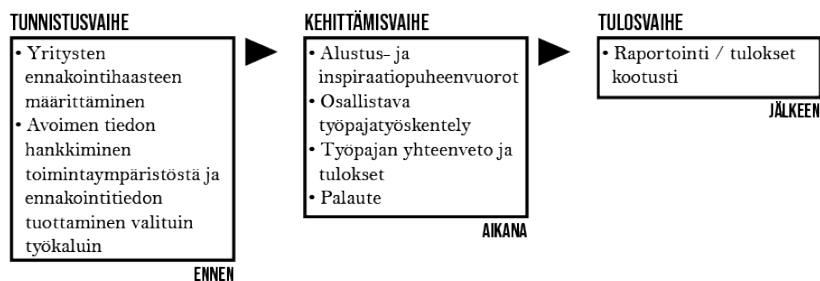 TUNNISTUSVAIHE
• Yritysten
ennakointihaasteen
määrittäminen
• Avoimen tiedon
hankkiminen
toimintaympäristöstä ja
ennakointitiedon
tuottaminen valituin
työkaluin
ENNEN
KEHITTÄMISVAIHE
• Alustus- ja
inspiraatiopuheenvuorot
• Osallistava
työpajatyöskentely
• Työpajan yhteenveto ja
tulokset
• Palaute
AIKANA
TULOSVAIHE
• Raportointi / tulokset
kootusti
JÄLKEEN